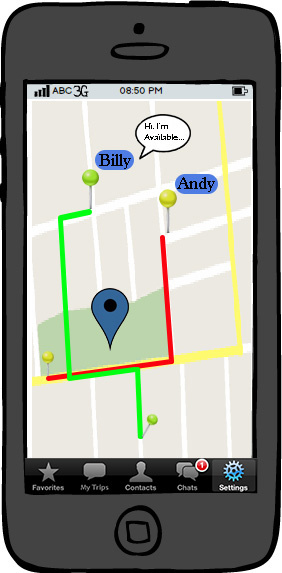 ABC 3G 08:50 PM
Hi. I'm
Available...
Billy
Andy
1
Favorites My Trips Contacts Chats Settings